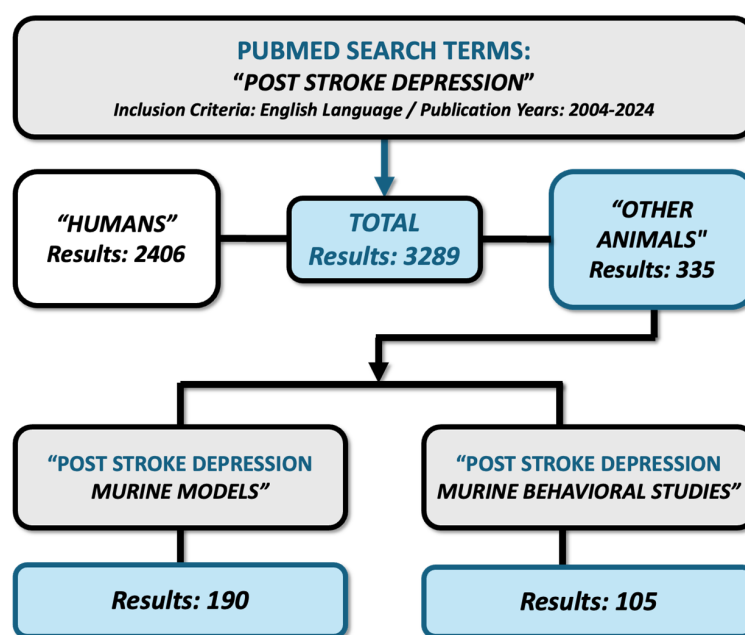 PUBMED SEARCH TERMS:
“POST STROKE DEPRESSION”
Inclusion Criteria: English Language / Publication Years: 2004-2024
“HUMANS”
Results: 2406
TOTAL
Results: 3289
“OTHER
ANIMALS"
Results: 335
“POST STROKE DEPRESSION
MURINE MODELS”
“POST STROKE DEPRESSION
MURINE BEHAVIORAL STUDIES”
Results: 190
Results: 105